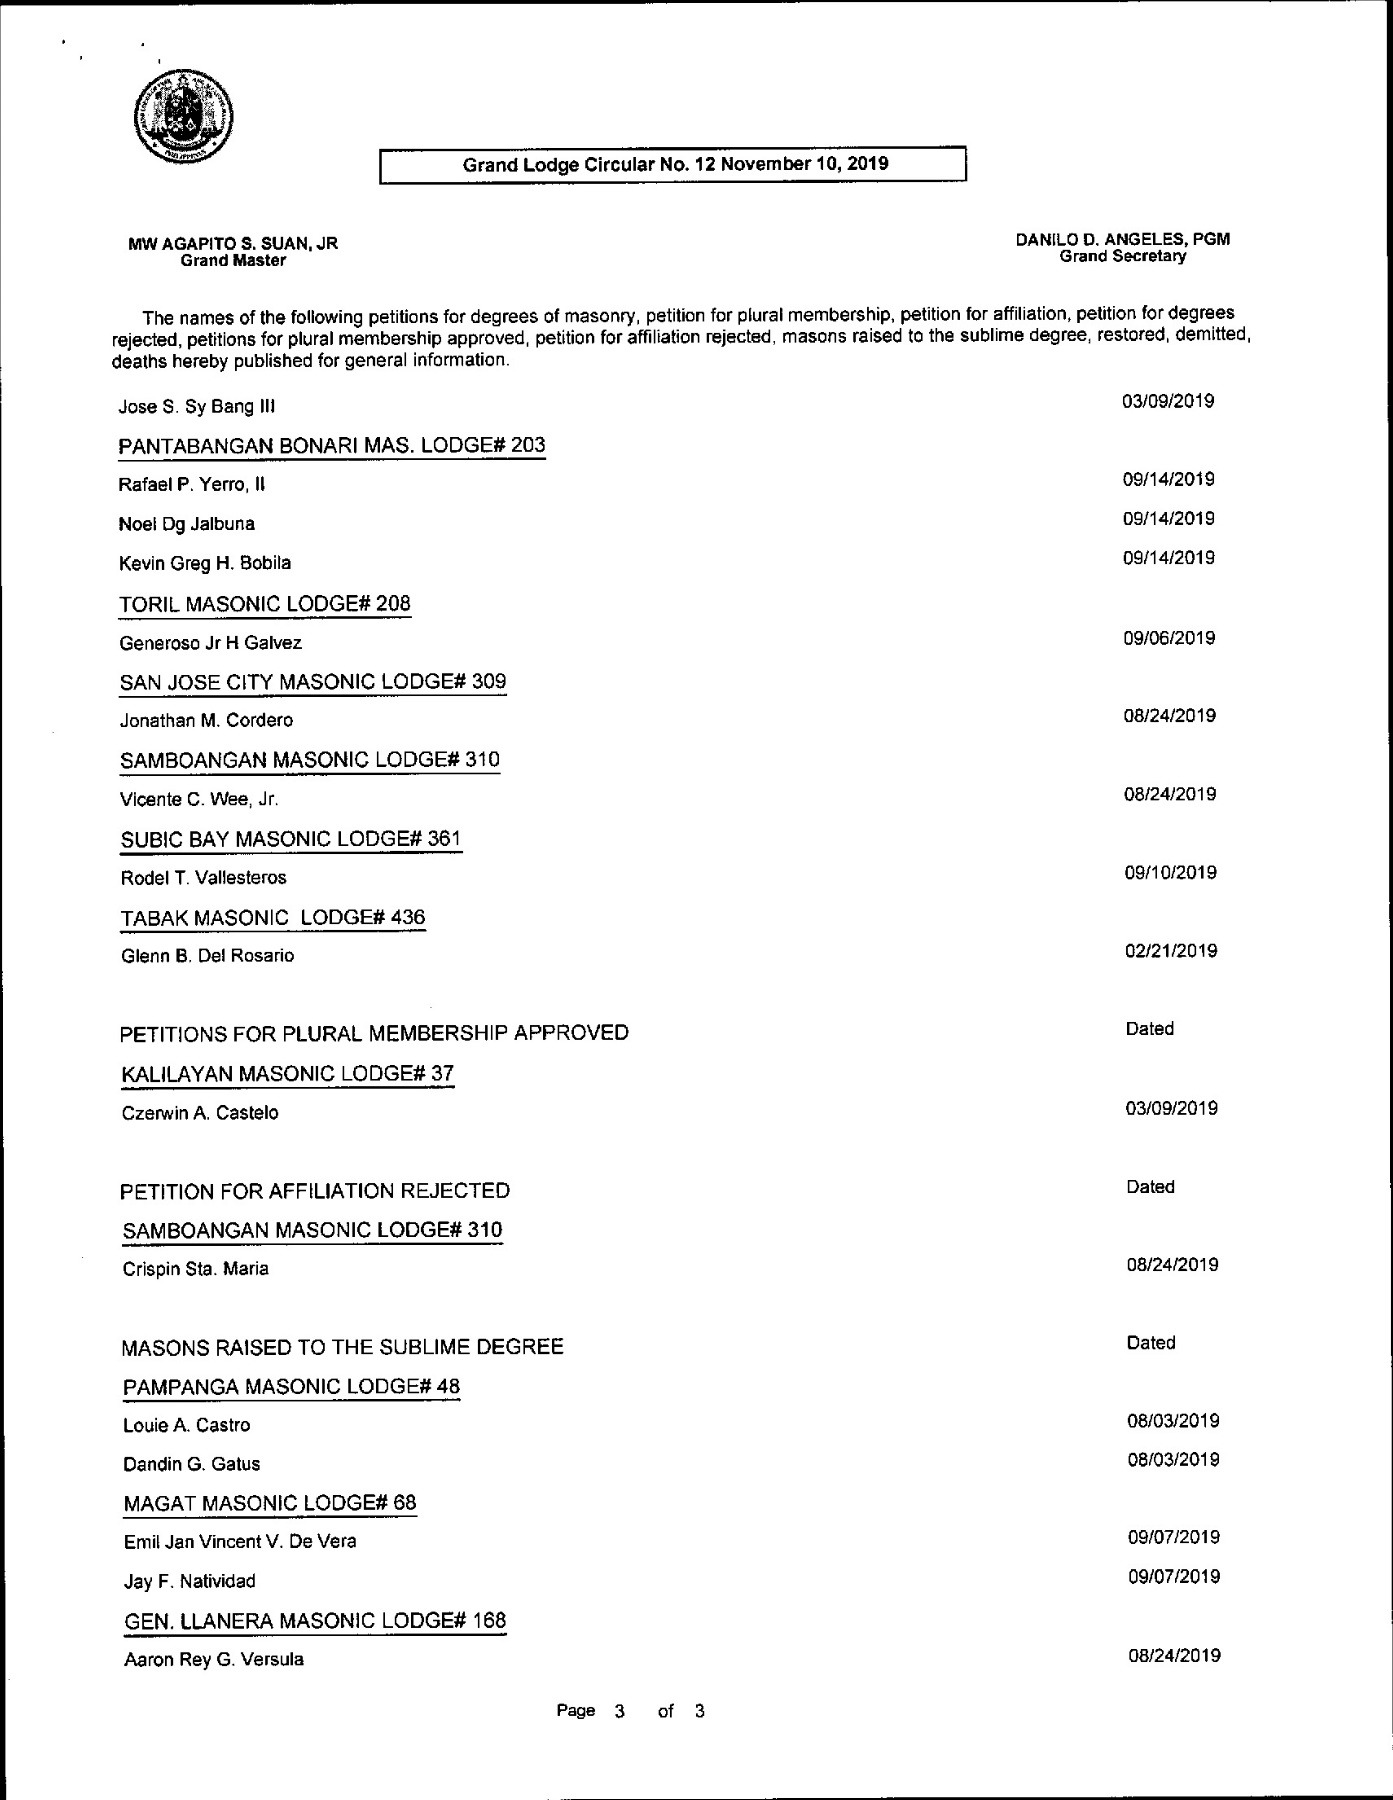 PHILIPPINES
Grand Lodge Circular No. 12 November 10, 2019
MW AGAPITO S. SUAN, JR
Grand Master
DANILO D. ANGELES, PGM
Grand Secretary
The names of the following petitions for degrees of masonry, petition for plural membership, petition for affiliation, petition for degrees
rejected, petitions for plural membership approved, petition for affiliation rejected, masons raised to the sublime degree, restored, demitted,
deaths hereby published for general information.
Jose S. Sy Bang III 03/09/2019
PANTABANGAN BONARI MAS. LODGE# 203
Rafael P. Yerro, II 09/14/2019
Noel Dg Jalbuna 09/14/2019
Kevin Greg H. Bobila 09/14/2019
TORIL MASONIC LODGE# 208
Generoso Jr H Galvez 09/06/2019
SAN JOSE CITY MASONIC LODGE# 309
Jonathan M. Cordero 08/24/2019
SAMBOANGAN MASONIC LODGE# 310
Vicente C. Wee, Jr. 08/24/2019
SUBIC BAY MASONIC LODGE# 361
Rodel T. Vallesteros 09/10/2019
TABAK MASONIC LODGE# 436
Glenn B. Del Rosario 02/21/2019
PETITIONS FOR PLURAL MEMBERSHIP APPROVED Dated
KALILAYAN MASONIC LODGE# 37
Czerwin A. Castelo 03/09/2019
PETITION FOR AFFILIATION REJECTED Dated
SAMBOANGAN MASONIC LODGE# 310
Crispin Sta. Maria 08/24/2019
MASONS RAISED TO THE SUBLIME DEGREE Dated
PAMPANGA MASONIC LODGE# 48
Louie A. Castro 08/03/2019
Dandin G. Gatus 08/03/2019
MAGAT MASONIC LODGE# 68
Emil Jan Vincent V. De Vera 09/07/2019
Jay F. Natividad 09/07/2019
GEN. LLANERA MASONIC LODGE# 168
Aaron Rey G. Versula 08/24/2019
Page 3 of 3